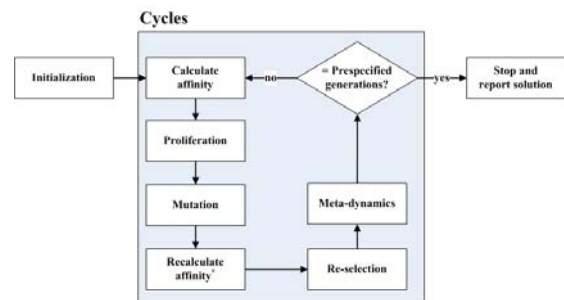 Cycles
Initialization
Calculate
affinity
no
= Prespecified
generations?
yes
Stop and
report solution
Proliferation
Mutation
Meta-dynamics
Recalculate
affinity*
Re-selection